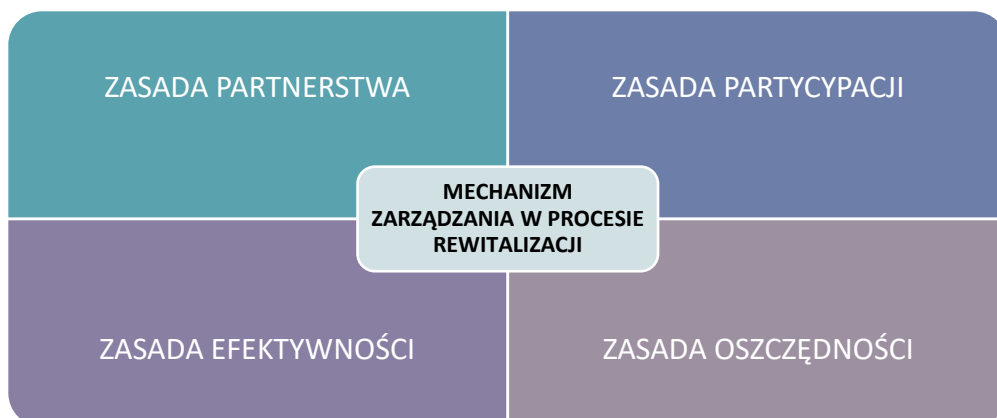 ZASADA PARTNERSTWA
ZASADA PARTYCYPACJI
MECHANIZM
ZARZĄDZANIA W PROCESIE
REWITALIZACJI
ZASADA EFEKTYWNOŚCI
ZASADA OSZCZĘDNOŚCI